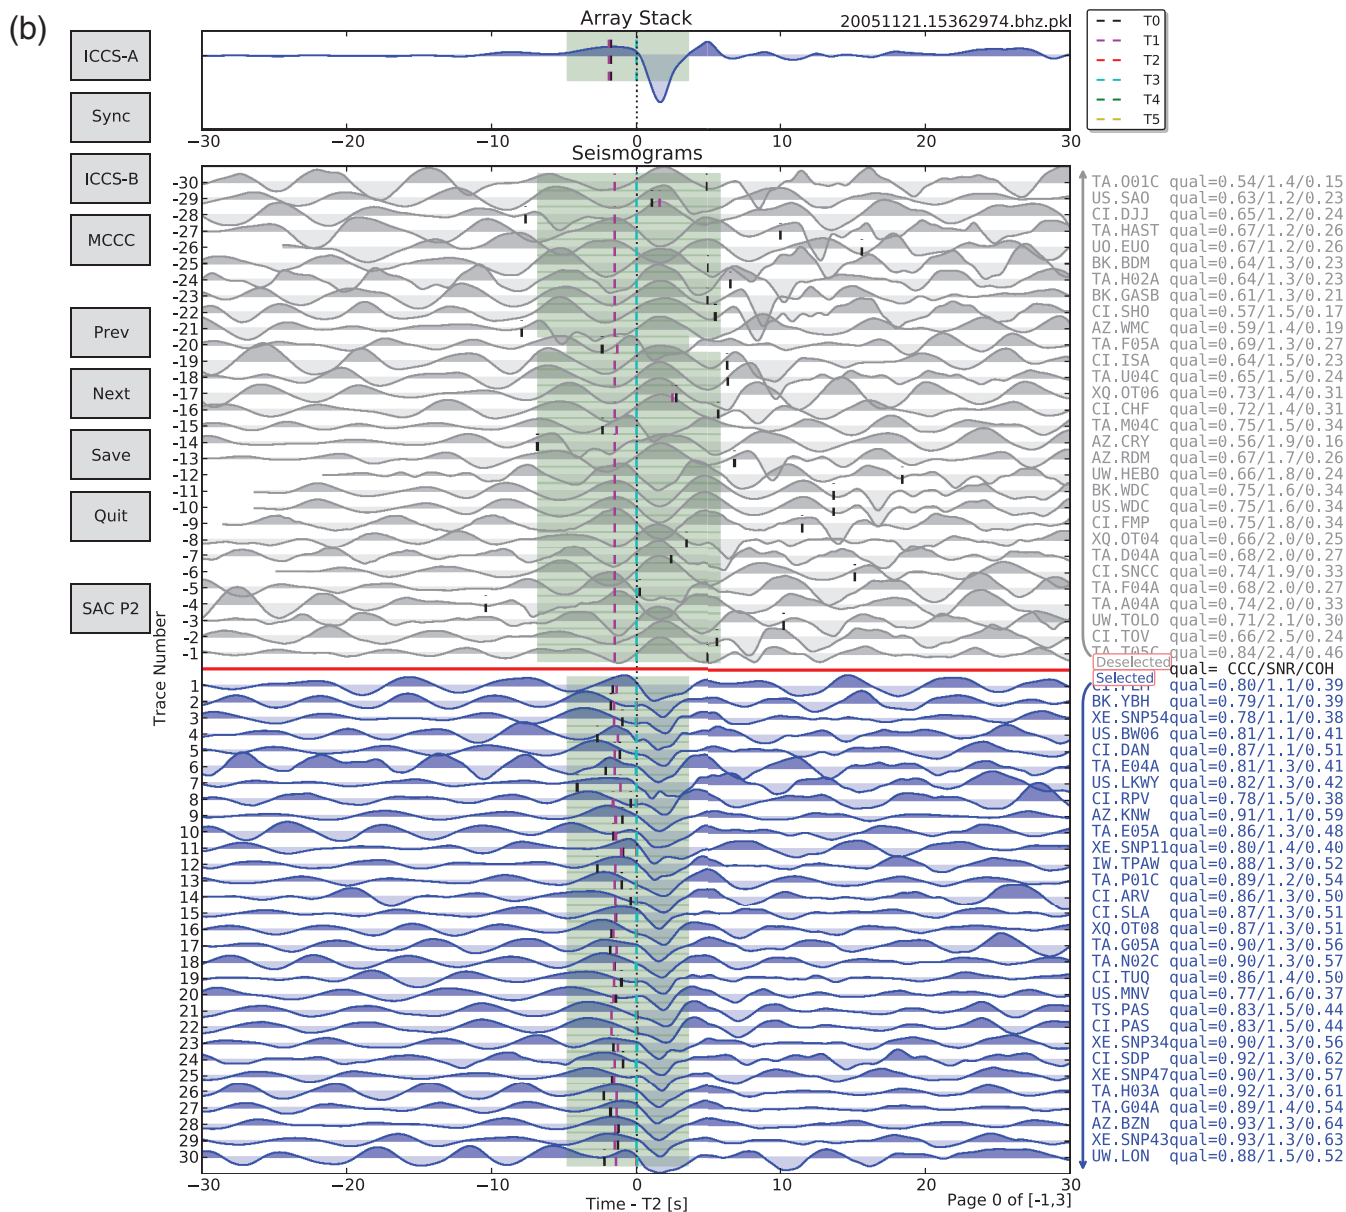 (b)
Array Stack
20051121.15362974.bhz.pkl
ICCS-A
Sync
ICCS-B
MCCC
Prev
Next
Save
Quit
SAC P2
T0
T1
T2
T3
T4
T5
−30 −20 −10 0 10 20 30
Seismograms
Trace Number
-30
-29
-28
-27
-26
-25
-24
-23
-22
-21
-20
-19
-18
-17
-16
-15
-14
-13
-12
-11
-10
-9
-8
-7
-6
-5
-4
-3
-2
-1
1
2
3
4
5
6
7
8
9
10
11
12
13
14
15
16
17
18
19
20
21
22
23
24
25
26
27
28
29
30
TA.O01C qual=0.54/1.4/0.15
US.SAO qual=0.63/1.2/0.23
CI.DJJ qual=0.65/1.2/0.24
TA.HAST qual=0.67/1.2/0.26
UO.EUO qual=0.67/1.2/0.26
BK.BDM qual=0.64/1.3/0.23
TA.H02A qual=0.64/1.3/0.23
BK.GASB qual=0.61/1.3/0.21
CI.SHO qual=0.57/1.5/0.17
AZ.WMC qual=0.59/1.4/0.19
TA.F05A qual=0.69/1.3/0.27
CI.ISA qual=0.64/1.5/0.23
TA.U04C qual=0.65/1.5/0.24
XQ.OT06 qual=0.73/1.4/0.31
CI.CHF qual=0.72/1.4/0.31
TA.M04C qual=0.75/1.5/0.34
AZ.CRY qual=0.56/1.9/0.16
AZ.RDM qual=0.67/1.7/0.26
UW.HEBO qual=0.66/1.8/0.24
BK.WDC qual=0.75/1.6/0.34
US.WDC qual=0.75/1.6/0.34
CI.FMP qual=0.75/1.8/0.34
XQ.OT04 qual=0.66/2.0/0.25
TA.D04A qual=0.68/2.0/0.27
CI.SNCC qual=0.74/1.9/0.33
TA.F04A qual=0.68/2.0/0.27
TA.A04A qual=0.74/2.0/0.33
UW.TOLO qual=0.71/2.1/0.30
CI.TOV qual=0.66/2.5/0.24
TA.T05C qual=0.84/2.4/0.46
Deselected
qual= CCC/SNR/COH
Selected
qual=0.80/1.1/0.39
BK.YBH qual=0.79/1.1/0.39
XE.SNP54qual=0.78/1.1/0.38
US.BW06 qual=0.81/1.1/0.41
CI.DAN qual=0.87/1.1/0.51
TA.E04A qual=0.81/1.3/0.41
US.LKWY qual=0.82/1.3/0.42
CI.RPV qual=0.78/1.5/0.38
AZ.KNW qual=0.91/1.1/0.59
TA.E05A qual=0.86/1.3/0.48
XE.SNP11qual=0.80/1.4/0.40
IW.TPAW qual=0.88/1.3/0.52
TA.P01C qual=0.89/1.2/0.54
CI.ARV qual=0.86/1.3/0.50
CI.SLA qual=0.87/1.3/0.51
XQ.OT08 qual=0.87/1.3/0.51
TA.G05A qual=0.90/1.3/0.56
TA.N02C qual=0.90/1.3/0.57
CI.TUQ qual=0.86/1.4/0.50
US.MNV qual=0.77/1.6/0.37
TS.PAS qual=0.83/1.5/0.44
CI.PAS qual=0.83/1.5/0.44
XE.SNP34qual=0.90/1.3/0.56
CI.SDP qual=0.92/1.3/0.62
XE.SNP47qual=0.90/1.3/0.57
TA.H03A qual=0.92/1.3/0.61
TA.G04A qual=0.89/1.4/0.54
AZ.BZN qual=0.93/1.3/0.64
XE.SNP43qual=0.93/1.3/0.63
UW.LON qual=0.88/1.5/0.52
−30 −20 −10 0 10 20 30
Time - T2 [s]
Page 0 of [-1,3]